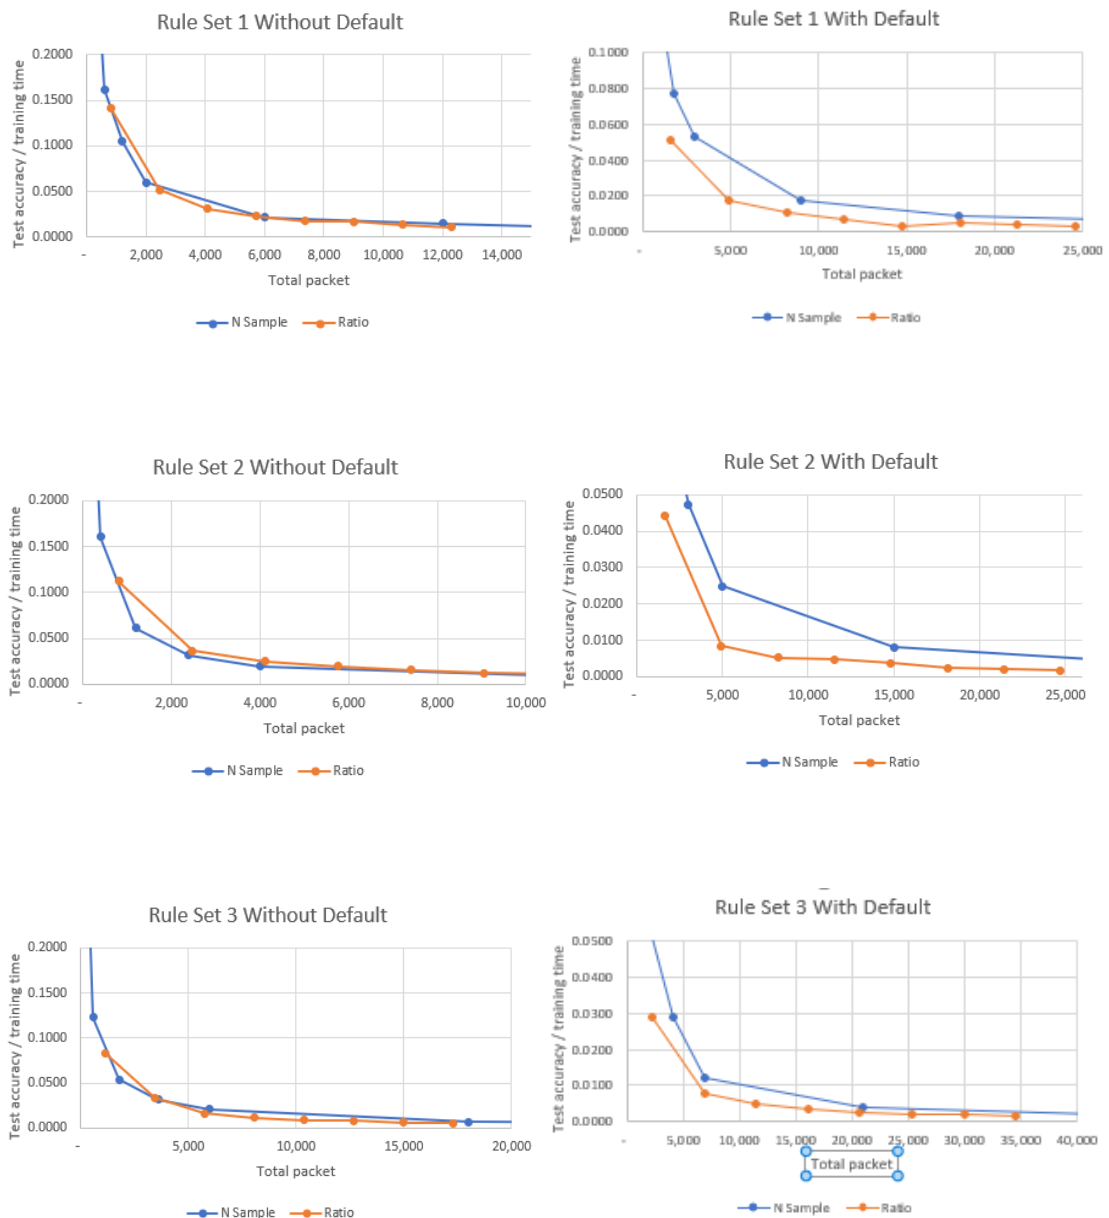 Rule Set 1 Without Default
Test accuracy / training time
0.2000
0.1500
0.1000
0.0500
0.0000
- 2,000 4,000 6,000 8,000 10,000 12,000 14,000
Total packet
N Sample Ratio
Rule Set 1 With Default
Test accuracy / training time
0.1000
0.0800
0.0600
0.0400
0.0200
0.0000
- 5,000 10,000 15,000 20,000 25,000
Total packet
N Sample Ratio
Rule Set 2 Without Default
Test accuracy / training time
0.2000
0.1500
0.1000
0.0500
0.0000
- 2,000 4,000 6,000 8,000 10,000
Total packet
N Sample Ratio
Rule Set 2 With Default
Test accuracy / training time
0.0500
0.0400
0.0300
0.0200
0.0100
0.0000
- 5,000 10,000 15,000 20,000 25,000
Total packet
N Sample Ratio
Rule Set 3 Without Default
Test accuracy / training time
0.2000
0.1500
0.1000
0.0500
0.0000
- 5,000 10,000 15,000 20,000
Total packet
N Sample Ratio
Rule Set 3 With Default
Test accuracy / training time
0.0500
0.0400
0.0300
0.0200
0.0100
0.0000
- 5,000 10,000 15,000 20,000 25,000 30,000 35,000 40,000
Total packet
N Sample Ratio